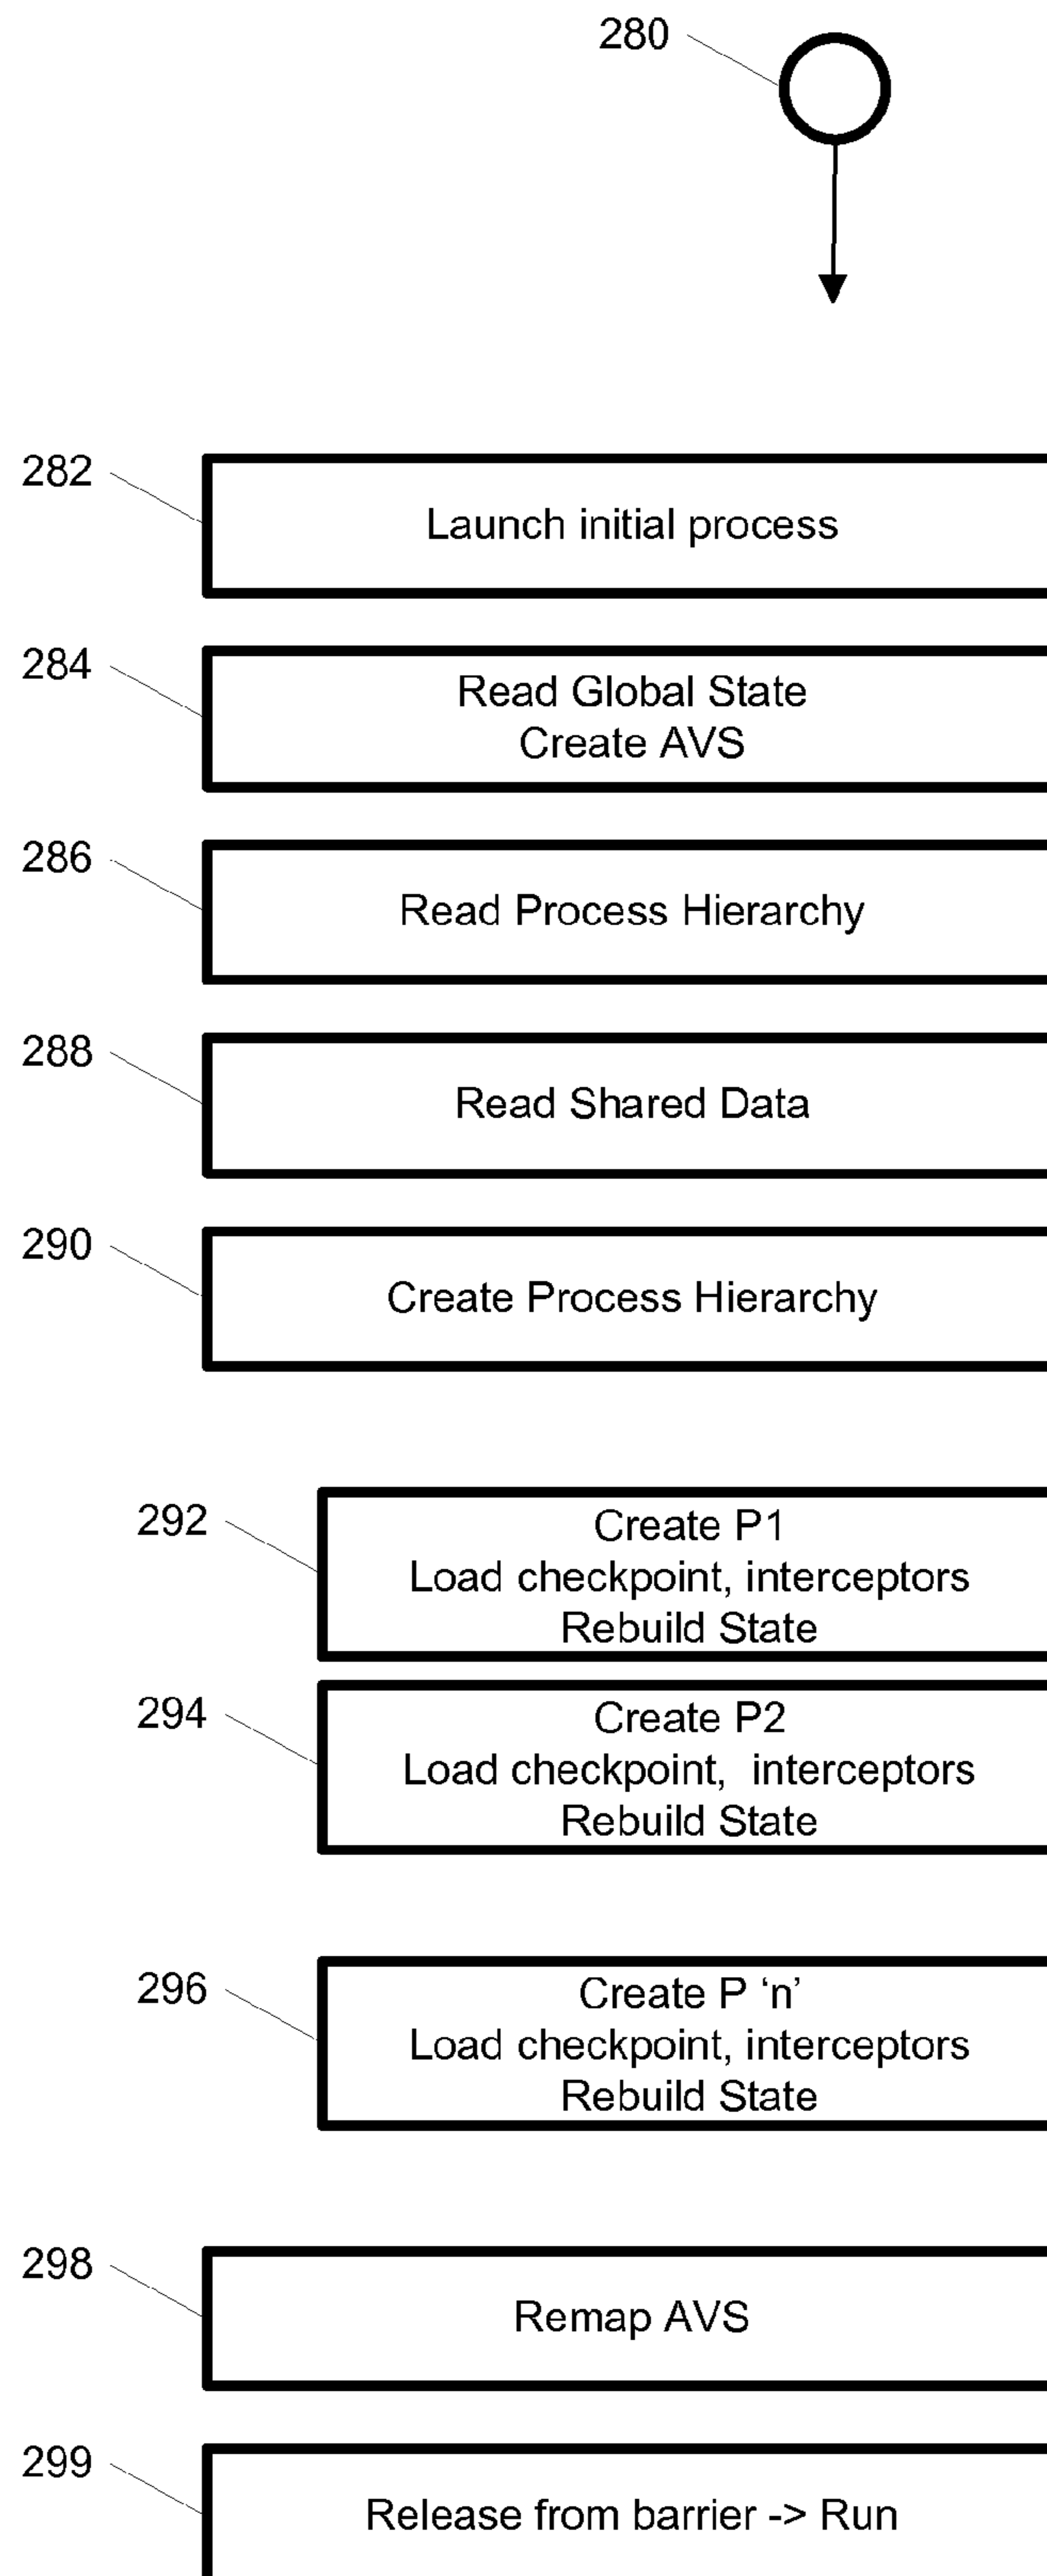 280
282
Launch initial process
284
Read Global State
Create AVS
286
Read Process Hierarchy
288
Read Shared Data
290
Create Process Hierarchy
292
Create P1
Load checkpoint, interceptors
Rebuild State
294
Create P2
Load checkpoint,  interceptors
Rebuild State
296
Create P ‘n’
Load checkpoint, interceptors
Rebuild State
298
Remap AVS
299
Release from barrier -> Run